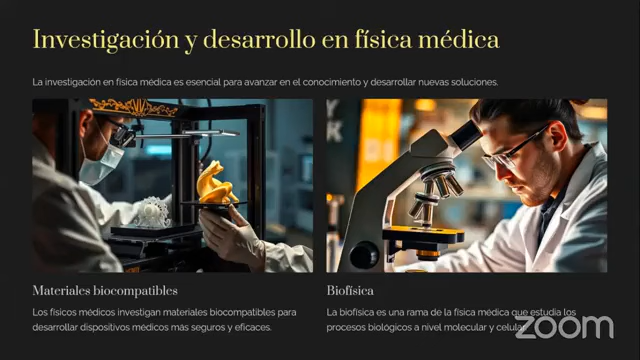 Investigación y desarrollo en física médica
La investigación en física médica es esencial para avanzar en el conocimiento y desarrollar nuevas soluciones.
Materiales biocompatibles
Los físicos médicos investigan materiales biocompatibles para
desarrollar dispositivos médicos más seguros y eficaces.
Biofísica
La biofísica es una rama de la física médica que estudia los
procesos biológicos a nivel molecular y celular.
zoom